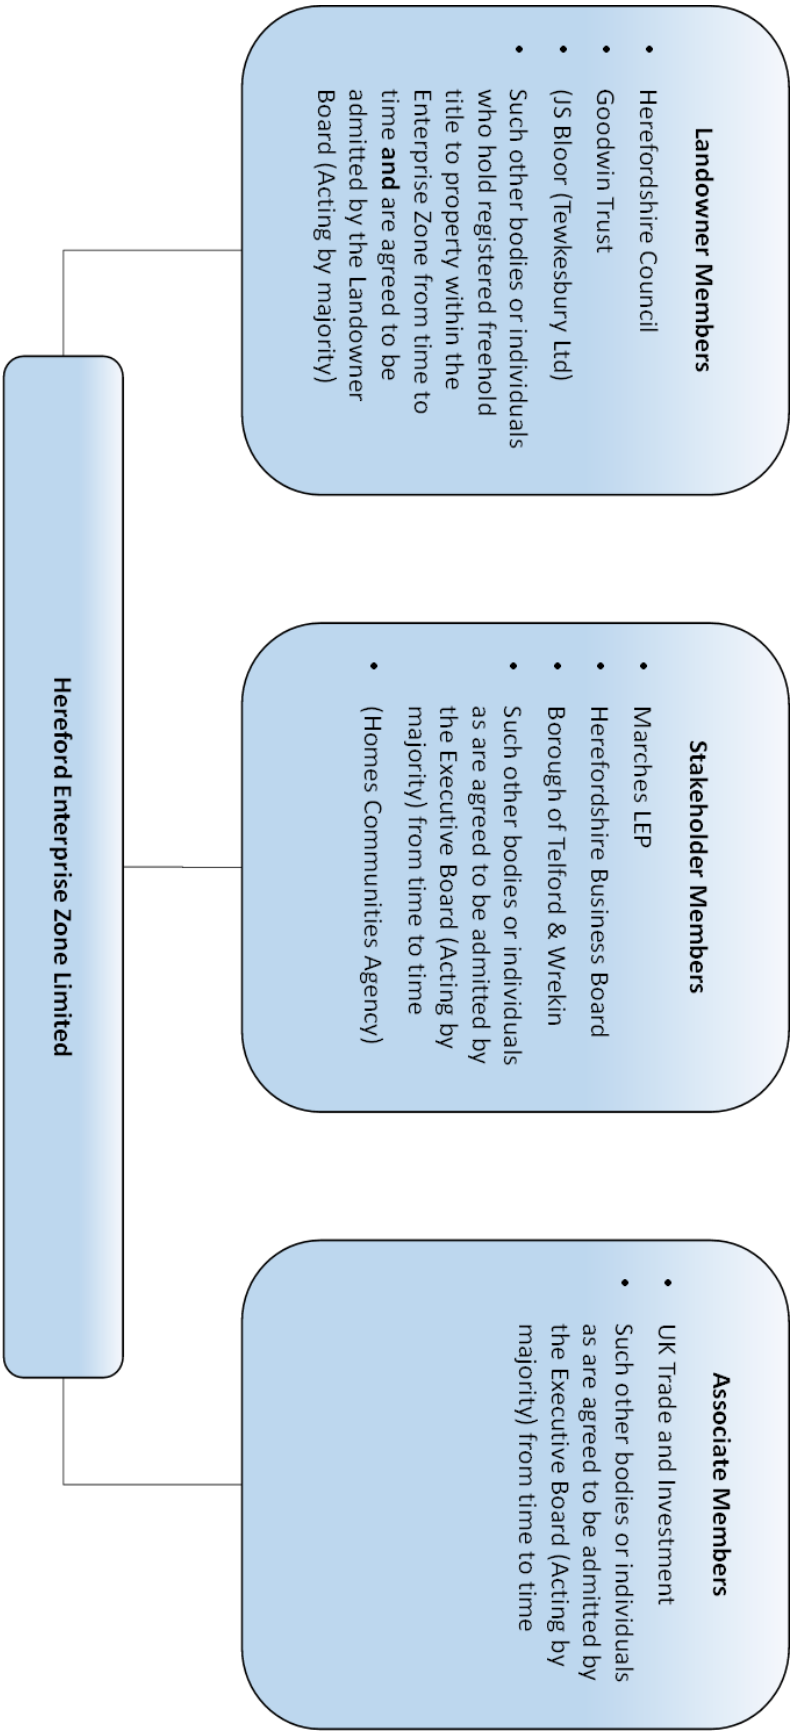 Landowner Members
• Herefordshire Council
• Goodwin Trust
• (JS Bloor (Tewkesbury Ltd)
• Such other bodies or individuals
who hold registered freehold
title to property within the
Enterprise Zone from time to
time and are agreed to be
admitted by the Landowner
Board (Acting by majority)
Stakeholder Members
• Marches LEP
• Herefordshire Business Board
• Borough of Telford & Wrekin
• Such other bodies or individuals
as are agreed to be admitted by
the Executive Board (Acting by
majority) from time to time
• (Homes Communities Agency)
Associate Members
• UK Trade and Investment
• Such other bodies or individuals
as are agreed to be admitted by
the Executive Board (Acting by
majority) from time to time
Hereford Enterprise Zone Limited